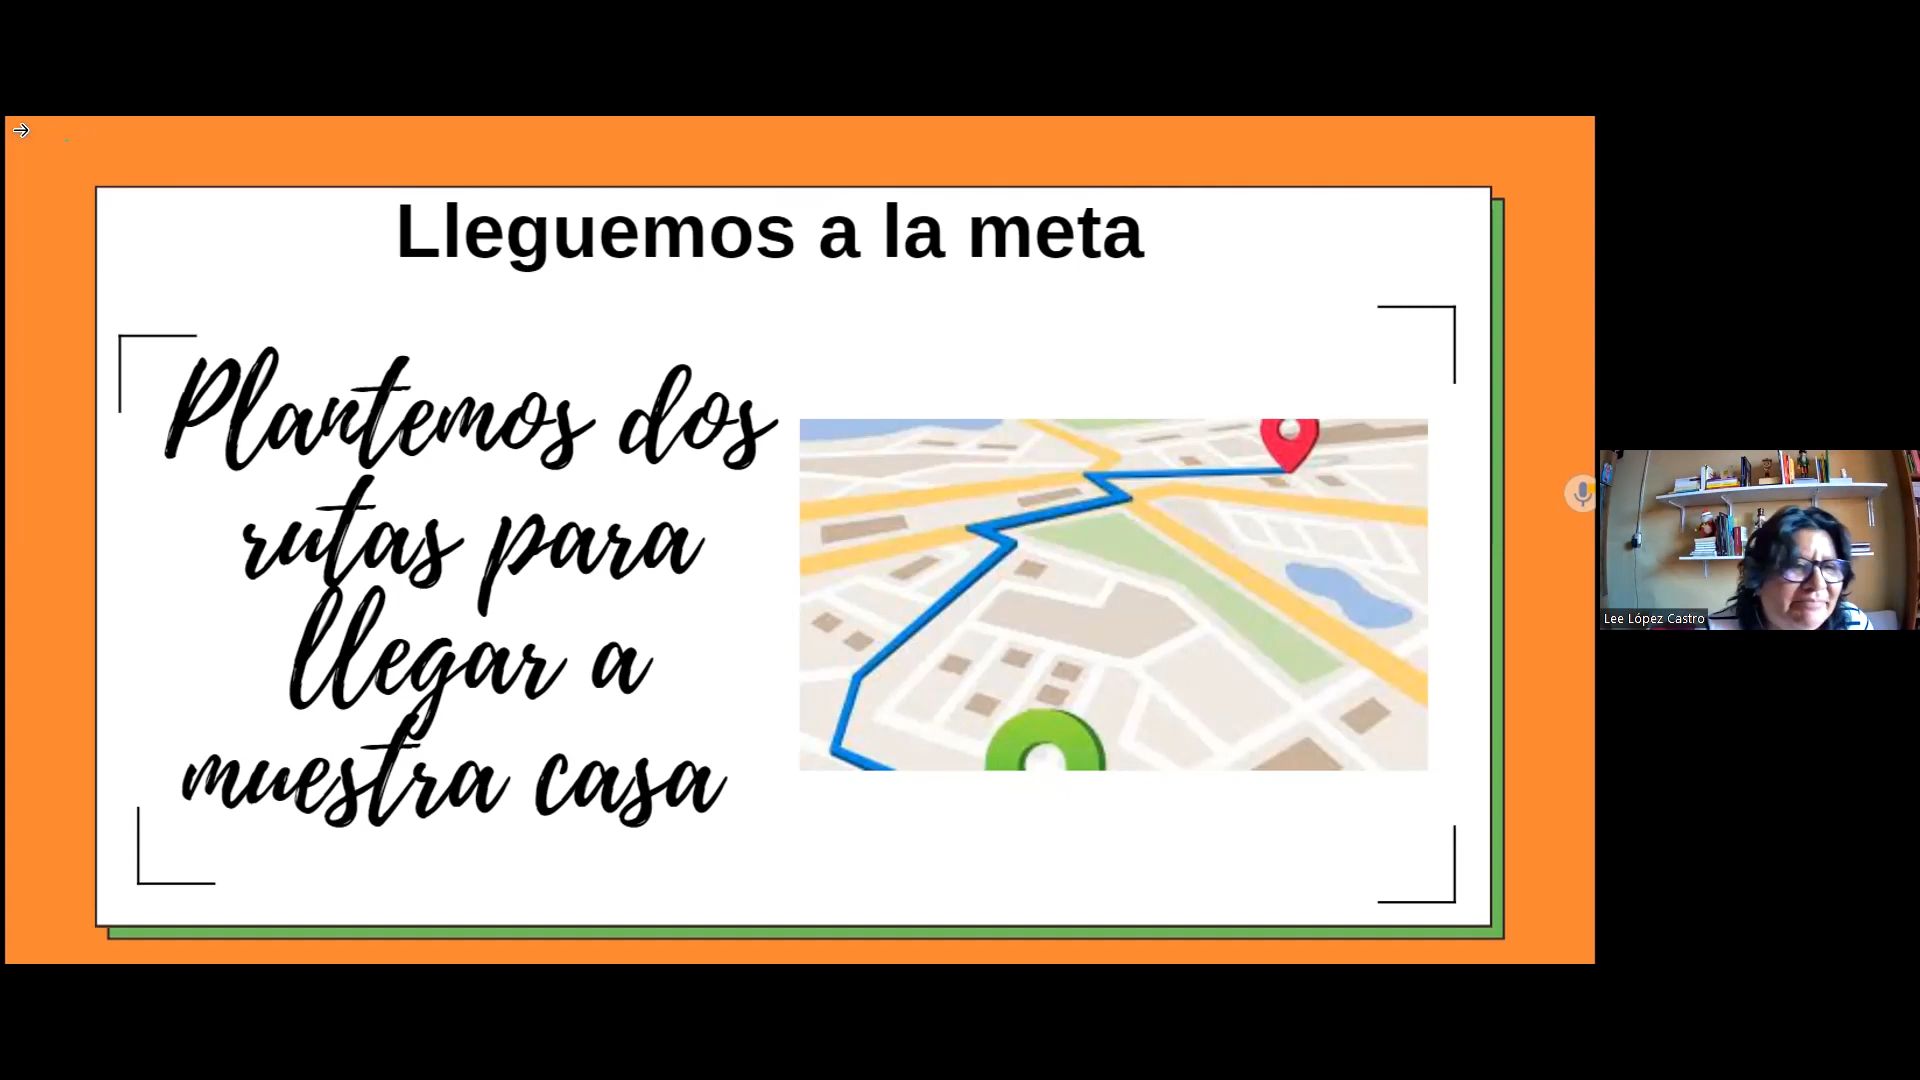 Lleguemos a la meta
Plantemos dos
rutas para
llegar a
muestra casa
Lee López Castro